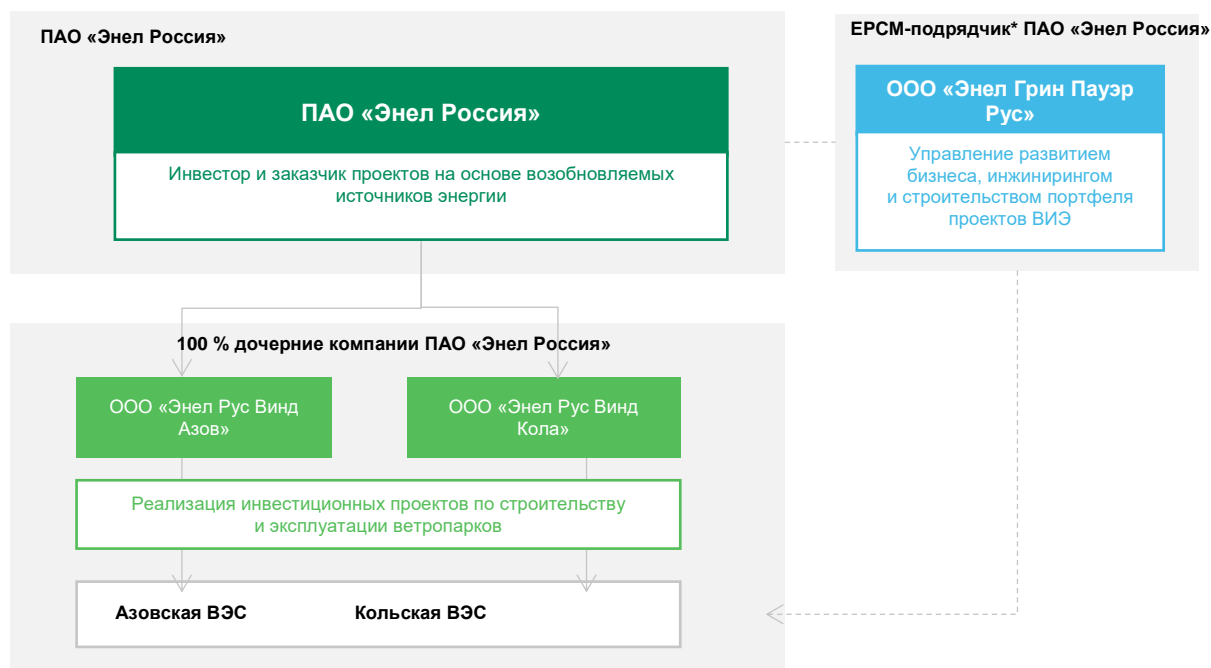 ПАО «Энел Россия»
ПАО «Энел Россия»
Инвестор и заказчик проектов на основе возобновляемых
источников энергии
EPCM-подрядчик* ПАО «Энел Россия»
ООО «Энел Грин Пауэр
Рус»
Управление развитием
бизнеса, инжинирингом
и строительством портфеля
проектов ВИЭ
100 % дочерние компании ПАО «Энел Россия»
ООО «Энел Рус Винд
Азов»
ООО «Энел Рус Винд
Кола»
Реализация инвестиционных проектов по строительству
и эксплуатации ветропарков
Азовская ВЭС
Кольская ВЭС